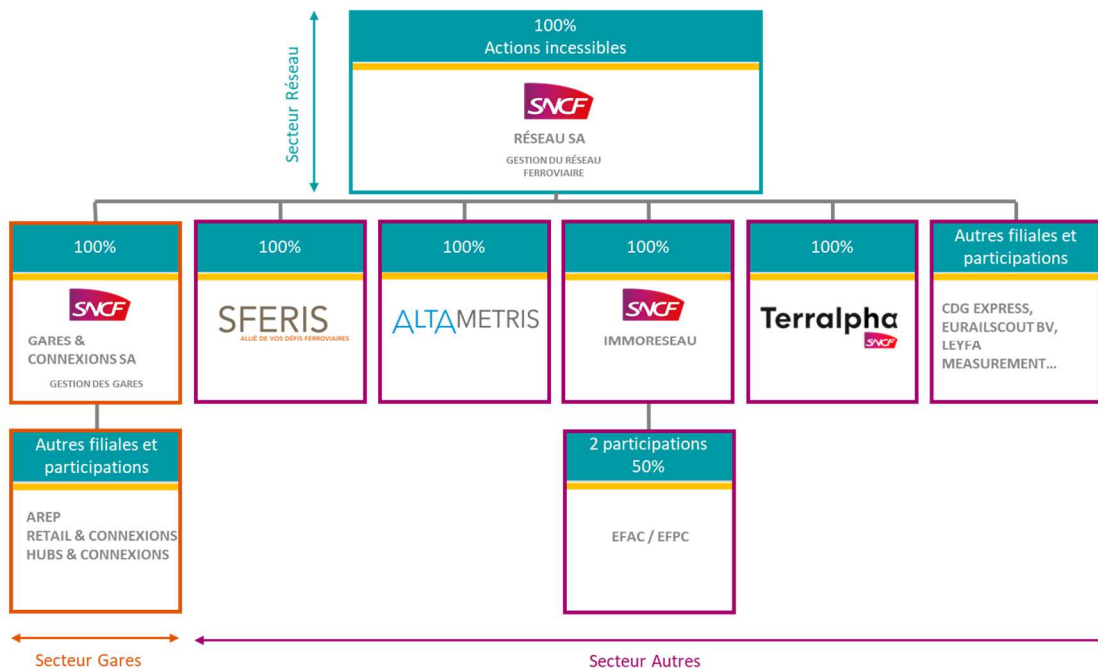 100%
Actions incessibles
Secteur Réseau
SNCF
RÉSEAU SA
GESTION DU RÉSEAU
FERROVIAIRE
100%
SNCF
GARES &
CONNEXIONS SA
GESTION DES GARES
100%
SFERIS
ALLIÉ DE VOS DÉFIS FERROVIAIRES
100%
ALTAMETRIS
100%
SNCF
IMMORESEAU
100%
Terralpha
SNCF
Autres filiales et
participations
CDG EXPRESS,
EURAILSCOUT BV,
LEYFA
MEASUREMENT…
Autres filiales et
participations
AREP
RETAIL & CONNEXIONS
HUBS & CONNEXIONS
2 participations
50%
EFAC / EFPC
Secteur Gares
Secteur Autres